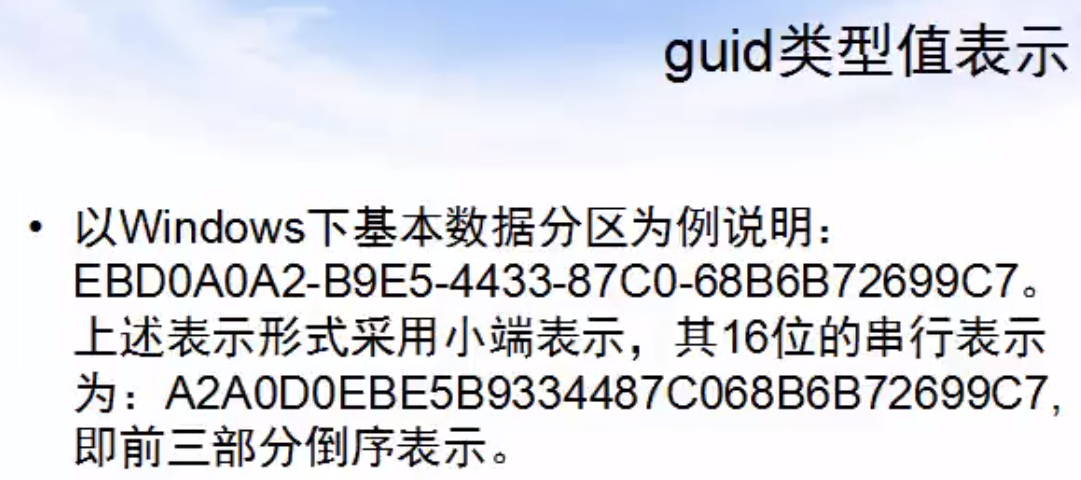 guid类型值表示
• 以Windows下基本数据分区为例说明：
EBD0A0A2-B9E5-4433-87C0-68B6B72699C7。
上述表示形式采用小端表示，其16位的串行表示
为：A2A0D0EBE5B9334487C068B6B72699C7,
即前三部分倒序表示。